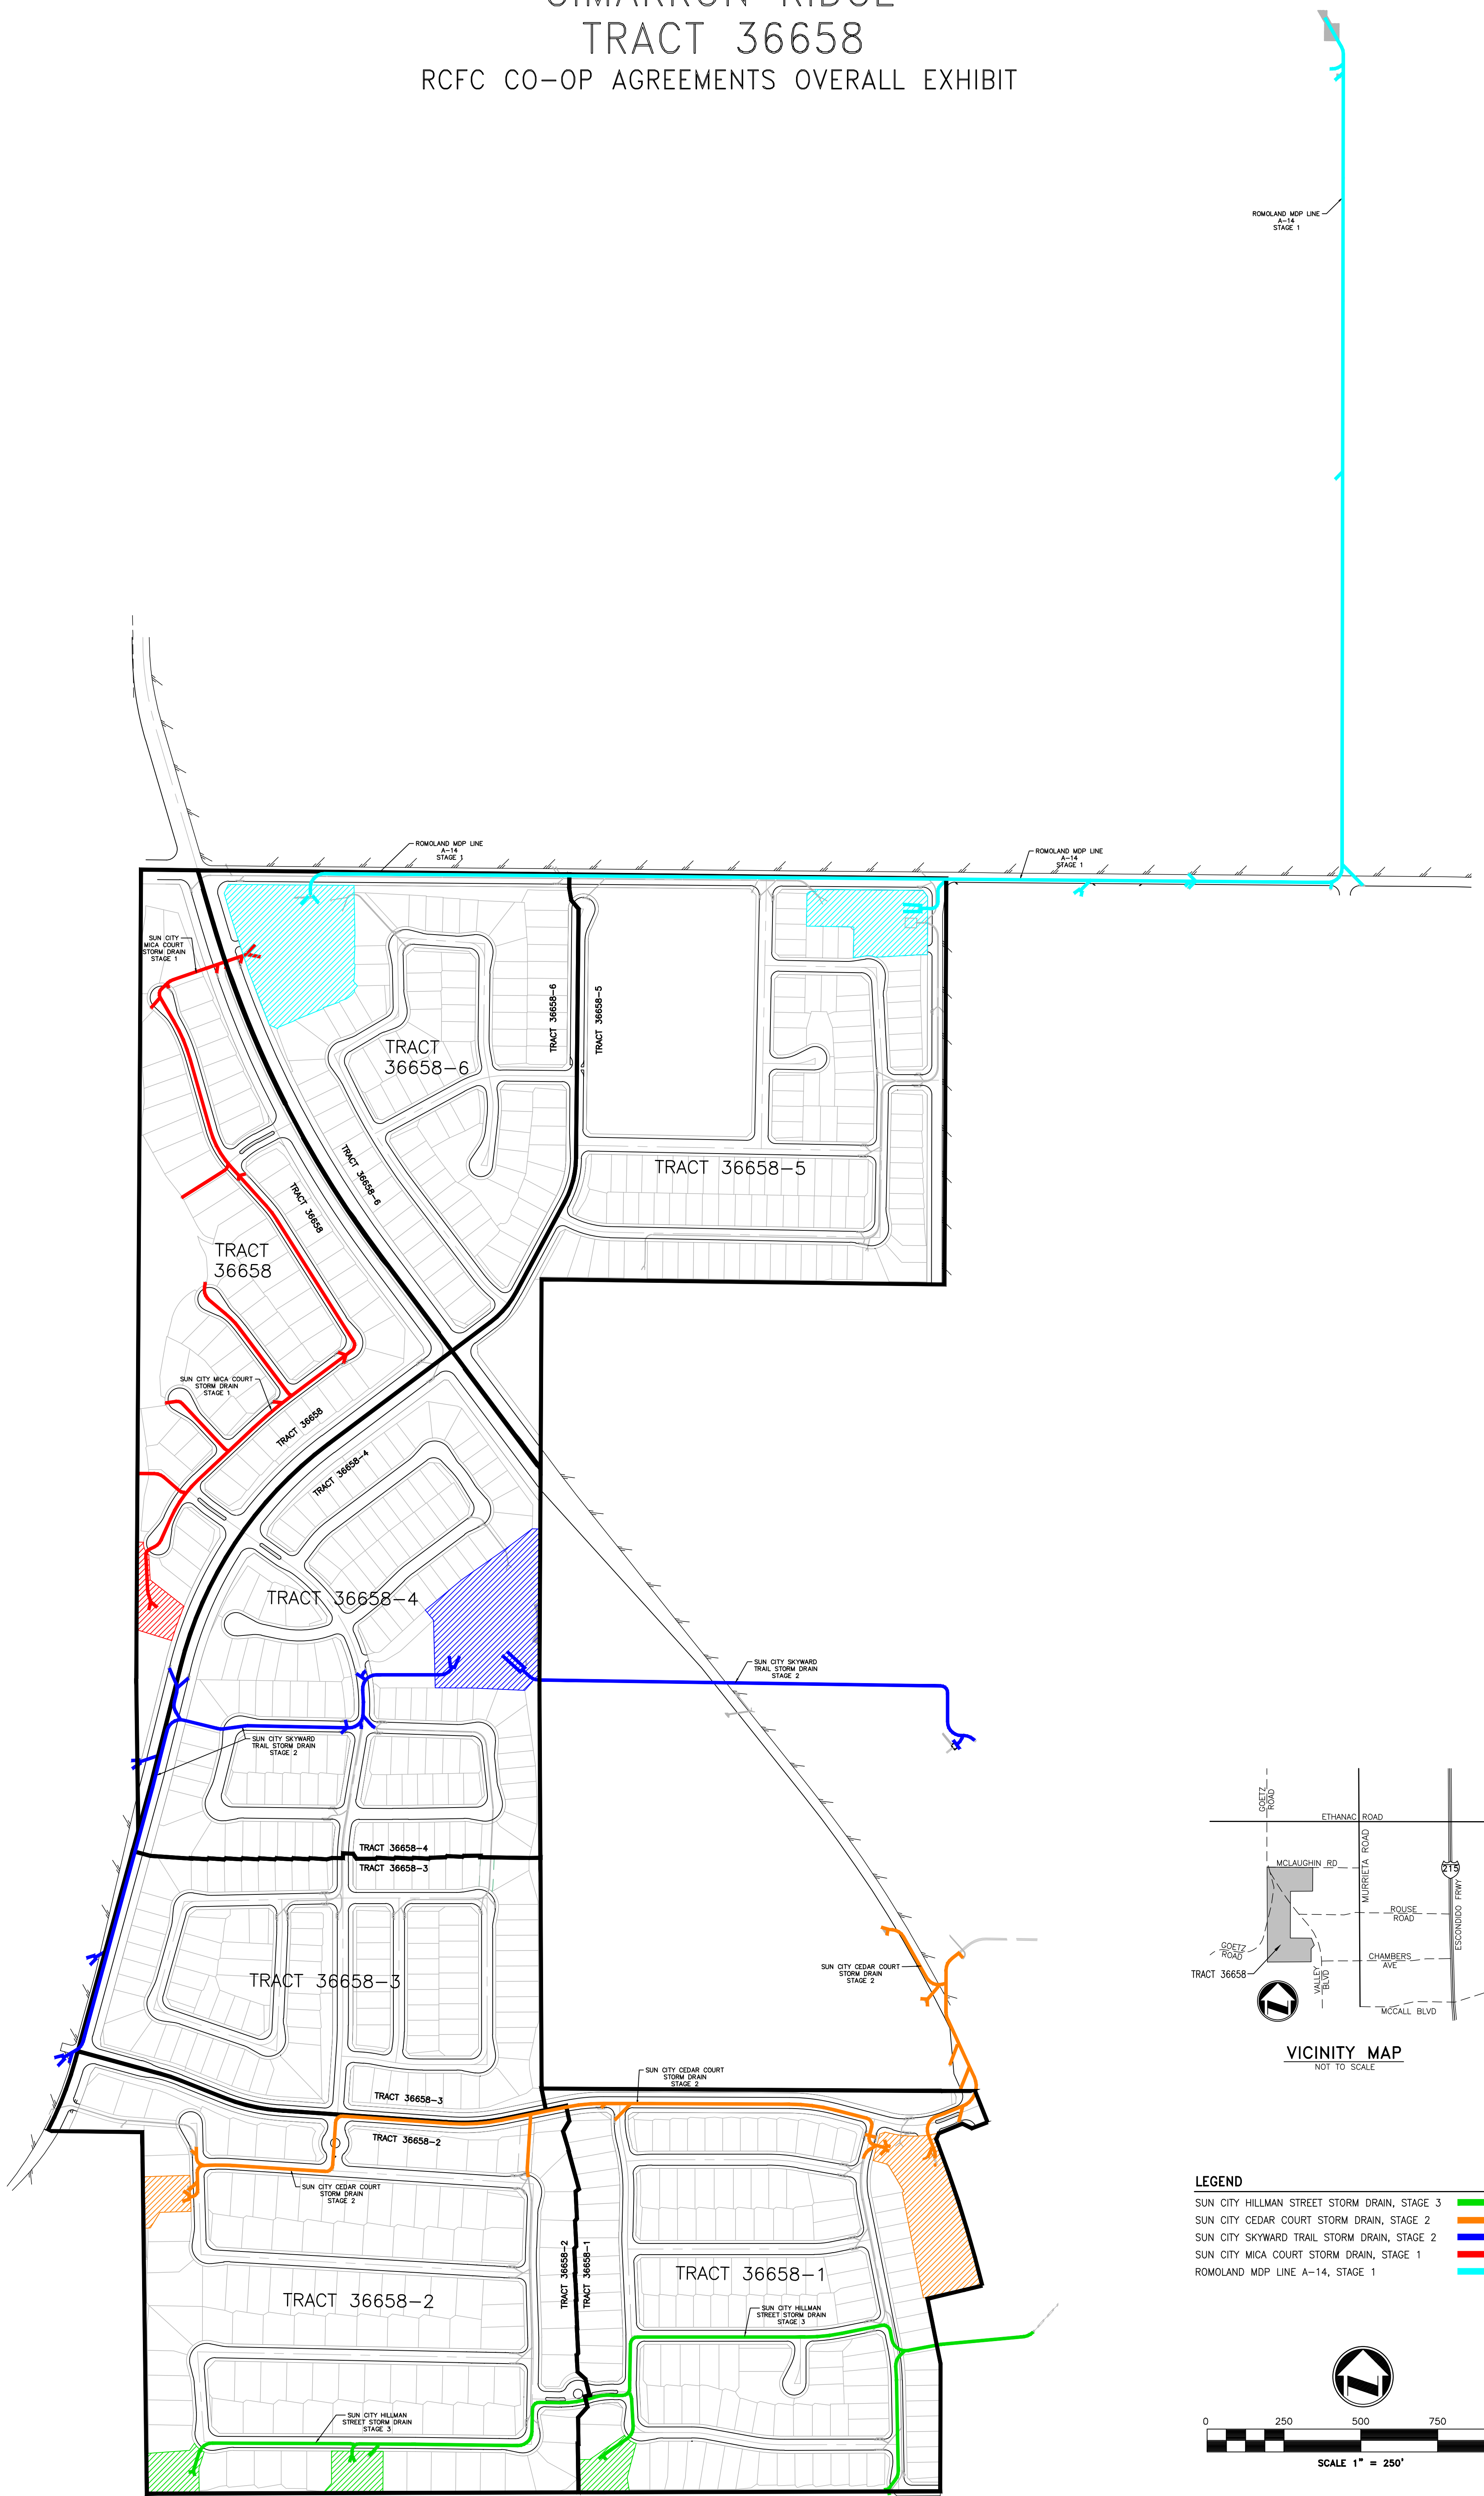 CIMARRON RIDGE
TRACT 36658
RCFC CO-OP AGREEMENTS OVERALL EXHIBIT
ROMOLAND MDP LINE
A-14
STAGE 1
ROMOLAND MDP LINE
A-14
STAGE 1
ROMOLAND MDP LINE
A-14
STAGE 1
SUN CITY
MICA COURT
STORM DRAIN
STAGE 1
TRACT 36658-6
TRACT 36658-5
TRACT
36658-6
TRACT 36658-6
TRACT 36658
TRACT 36658-5
TRACT
36658
SUN CITY MICA COURT
STORM DRAIN
STAGE 1
TRACT 36658
TRACT 36658-4
TRACT 36658-4
SUN CITY SKYWARD
TRAIL STORM DRAIN
STAGE 2
SUN CITY SKYWARD
TRAIL STORM DRAIN
STAGE 2
TRACT 36658-4
TRACT 36658-3
TRACT 36658-3
SUN CITY CEDAR COURT
STORM DRAIN
STAGE 2
SUN CITY CEDAR COURT
STORM DRAIN
STAGE 2
TRACT 36658-3
TRACT 36658-2
SUN CITY CEDAR COURT
STORM DRAIN
STAGE 2
TRACT 36658-2
TRACT 36658-1
TRACT 36658-1
TRACT 36658-2
SUN CITY HILLMAN
STREET STORM DRAIN
STAGE 3
SUN CITY HILLMAN
STREET STORM DRAIN
STAGE 3
GOETZ
ROAD
ETHANAC ROAD
MURRIETA ROAD
MCLAUGHIN RD
215
ESCONDIDO FRWY
ROUSE
ROAD
GOETZ
ROAD
CHAMBERS
AVE
TRACT 36658
VALLEY
BLVD
MCCALL BLVD
N
VICINITY MAP
NOT TO SCALE
LEGEND
SUN CITY HILLMAN STREET STORM DRAIN, STAGE 3
SUN CITY CEDAR COURT STORM DRAIN, STAGE 2
SUN CITY SKYWARD TRAIL STORM DRAIN, STAGE 2
SUN CITY MICA COURT STORM DRAIN, STAGE 1
ROMOLAND MDP LINE A-14, STAGE 1
N
0 250 500 750
SCALE 1" = 250'